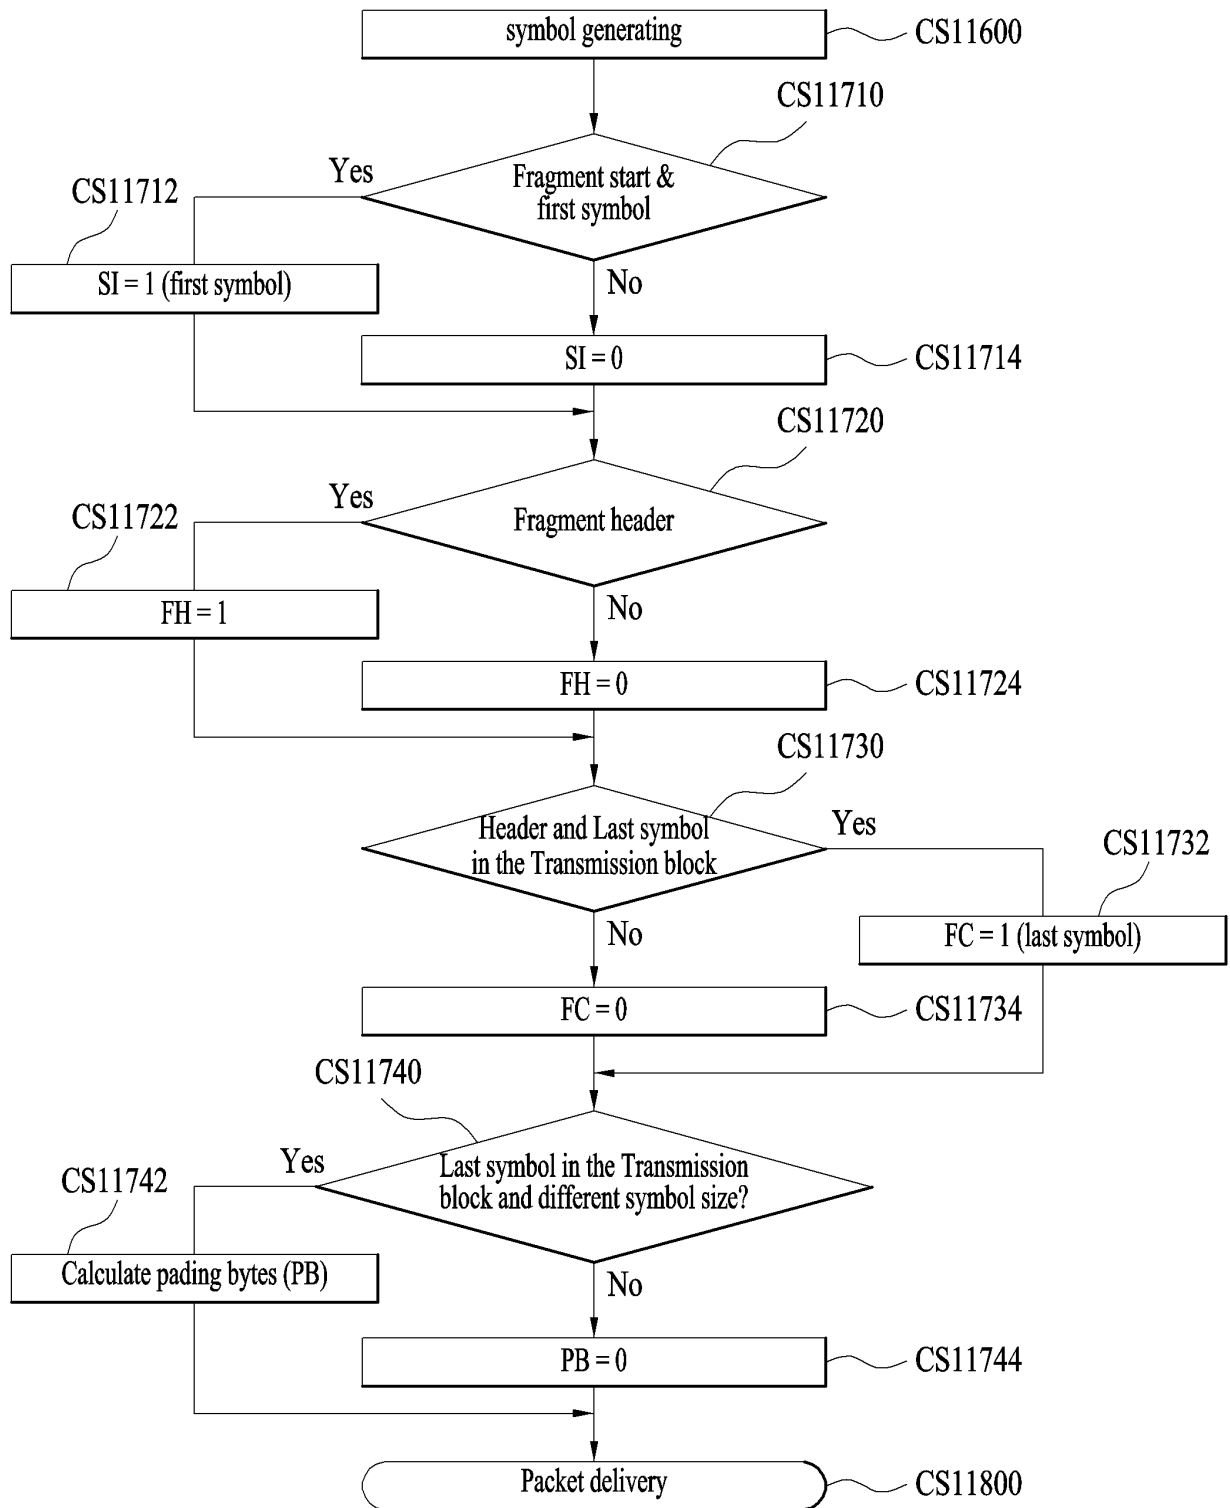 symbol generating
CS11600
CS11710
Yes
Fragment start &
first symbol
CS11712
SI = 1 (first symbol)
No
SI = 0
CS11714
CS11720
Yes
CS11722
Fragment header
FH = 1
No
FH = 0
CS11724
CS11730
Header and Last symbol
in the Transmission block
Yes
CS11732
FC = 1 (last symbol)
No
FC = 0
CS11734
CS11740
Yes
Last symbol in the Transmission
block and different symbol size?
CS11742
Calculate pading bytes (PB)
No
PB = 0
CS11744
Packet delivery
CS11800